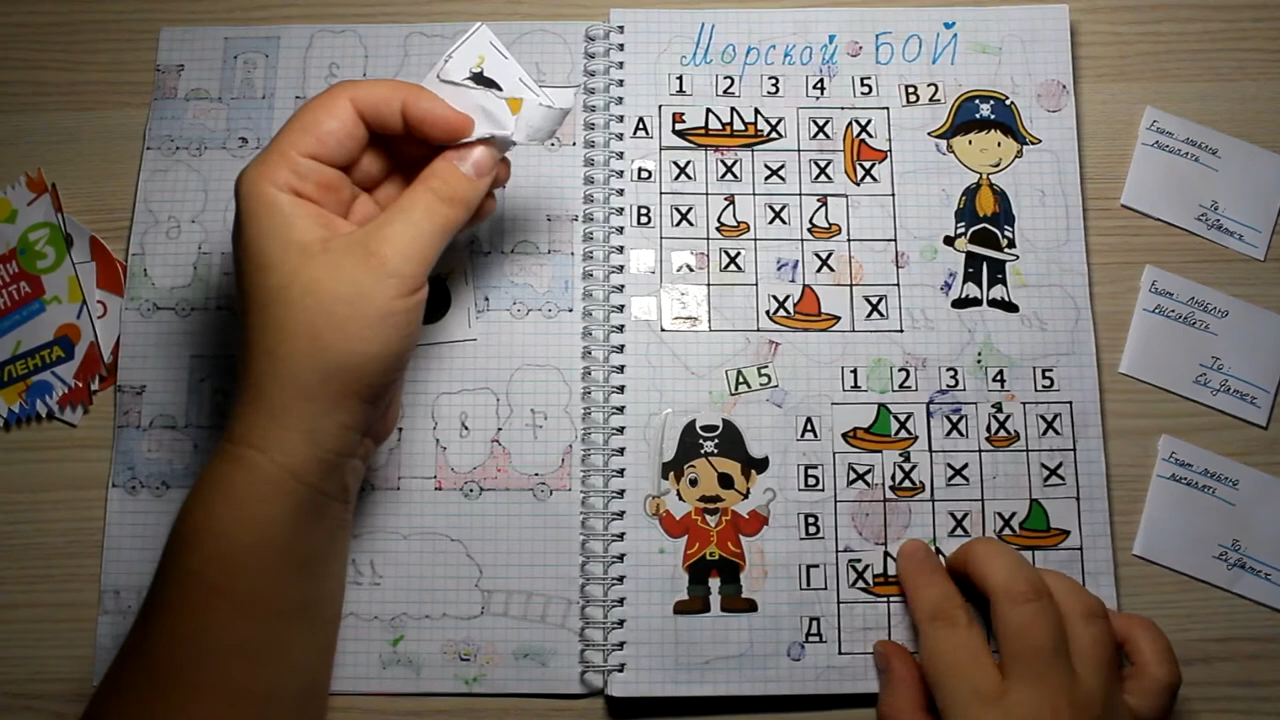 Морской БОЙ
1 2 3 4 5
В2
А
В
А5
1 2 3 4 5
А
Б
В
Г
Д
3
ЛЕНТА
From: люблю
рисовать
To:
Ev gamer
From: люблю
рисовать
To:
Ev gamer
From: люблю
рисовать
To:
Ev gamer